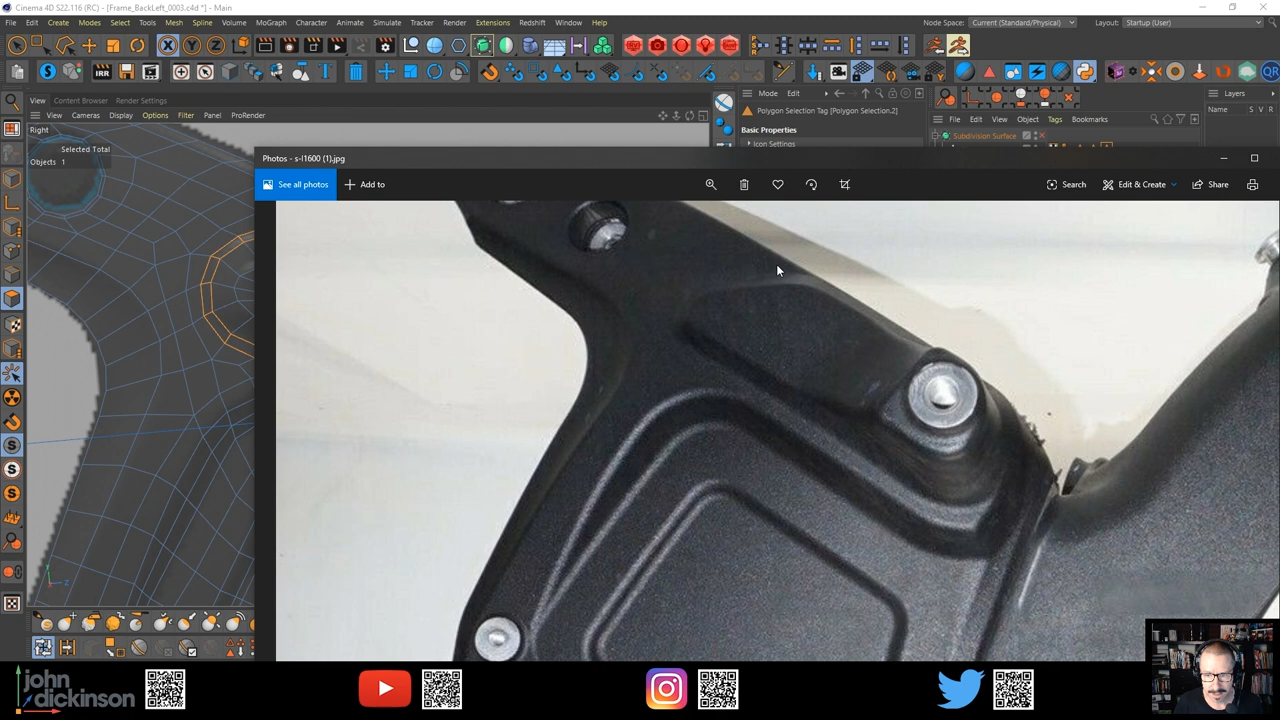 Cinema 4D S22.116 (RC) - [Frame_BackLeft_0003.c4d *] - Main
File Edit Create Modes Select Tools Mesh Splines Volume MoGraph Character Animate Simulate Tracker Render Extensions Redshift Window Help
Node Space: Current (Standard/Physical) Layout: Startup (User)
IRR
QR
View Content Browser Render Settings
Mode Edit
Layers
View Cameras Display Options Filter Panel ProRender
Polygon Selection Tag [Polygon Selection.2]
File Edit View Object Tags Bookmarks
Name S V R
Right
Basic Properties
Subdivision Surface
Selected Total
Icon Settings
Objects 1
Photos - s-l1600 (1).jpg
See all photos
Add to
Search
Edit & Create
Share
Y
Z
john
dickinson